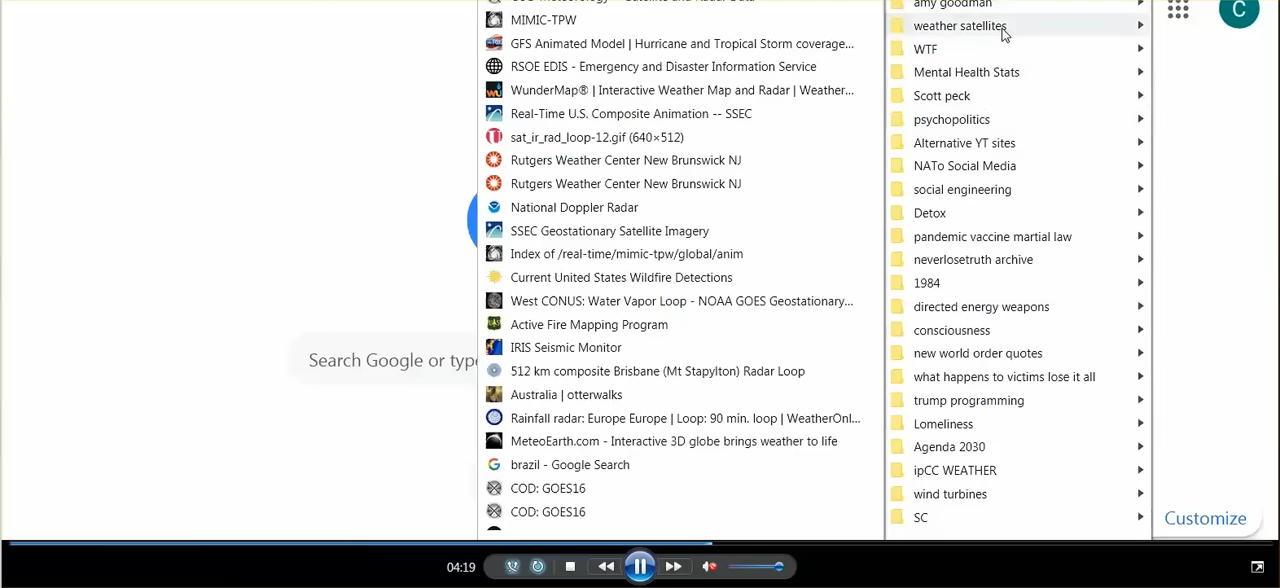 MIMIC-TPW
GFS Animated Model | Hurricane and Tropical Storm coverage...
RSOE EDIS - Emergency and Disaster Information Service
WunderMap® | Interactive Weather Map and Radar | Weather...
Real-Time U.S. Composite Animation -- SSEC
sat_ir_rad_loop-12.gif (640×512)
Rutgers Weather Center New Brunswick NJ
Rutgers Weather Center New Brunswick NJ
National Doppler Radar
SSEC Geostationary Satellite Imagery
Index of /real-time/mimic-tpw/global/anim
Current United States Wildfire Detections
West CONUS: Water Vapor Loop - NOAA GOES Geostationary...
Active Fire Mapping Program
IRIS Seismic Monitor
512 km composite Brisbane (Mt Stapylton) Radar Loop
Australia | otterwalks
Rainfall radar: Europe Europe | Loop: 90 min. loop | WeatherOnl...
MeteoEarth.com - Interactive 3D globe brings weather to life
brazil - Google Search
COD: GOES16
COD: GOES16
amy goodman
weather satellites
WTF
Mental Health Stats
Scott peck
psychopolitics
Alternative YT sites
NATo Social Media
social engineering
Detox
pandemic vaccine martial law
neverlosetruth archive
1984
directed energy weapons
consciousness
new world order quotes
what happens to victims lose it all
trump programming
Lomeliness
Agenda 2030
ipCC WEATHER
wind turbines
SC
C
Search Google or type
Customize
04:19